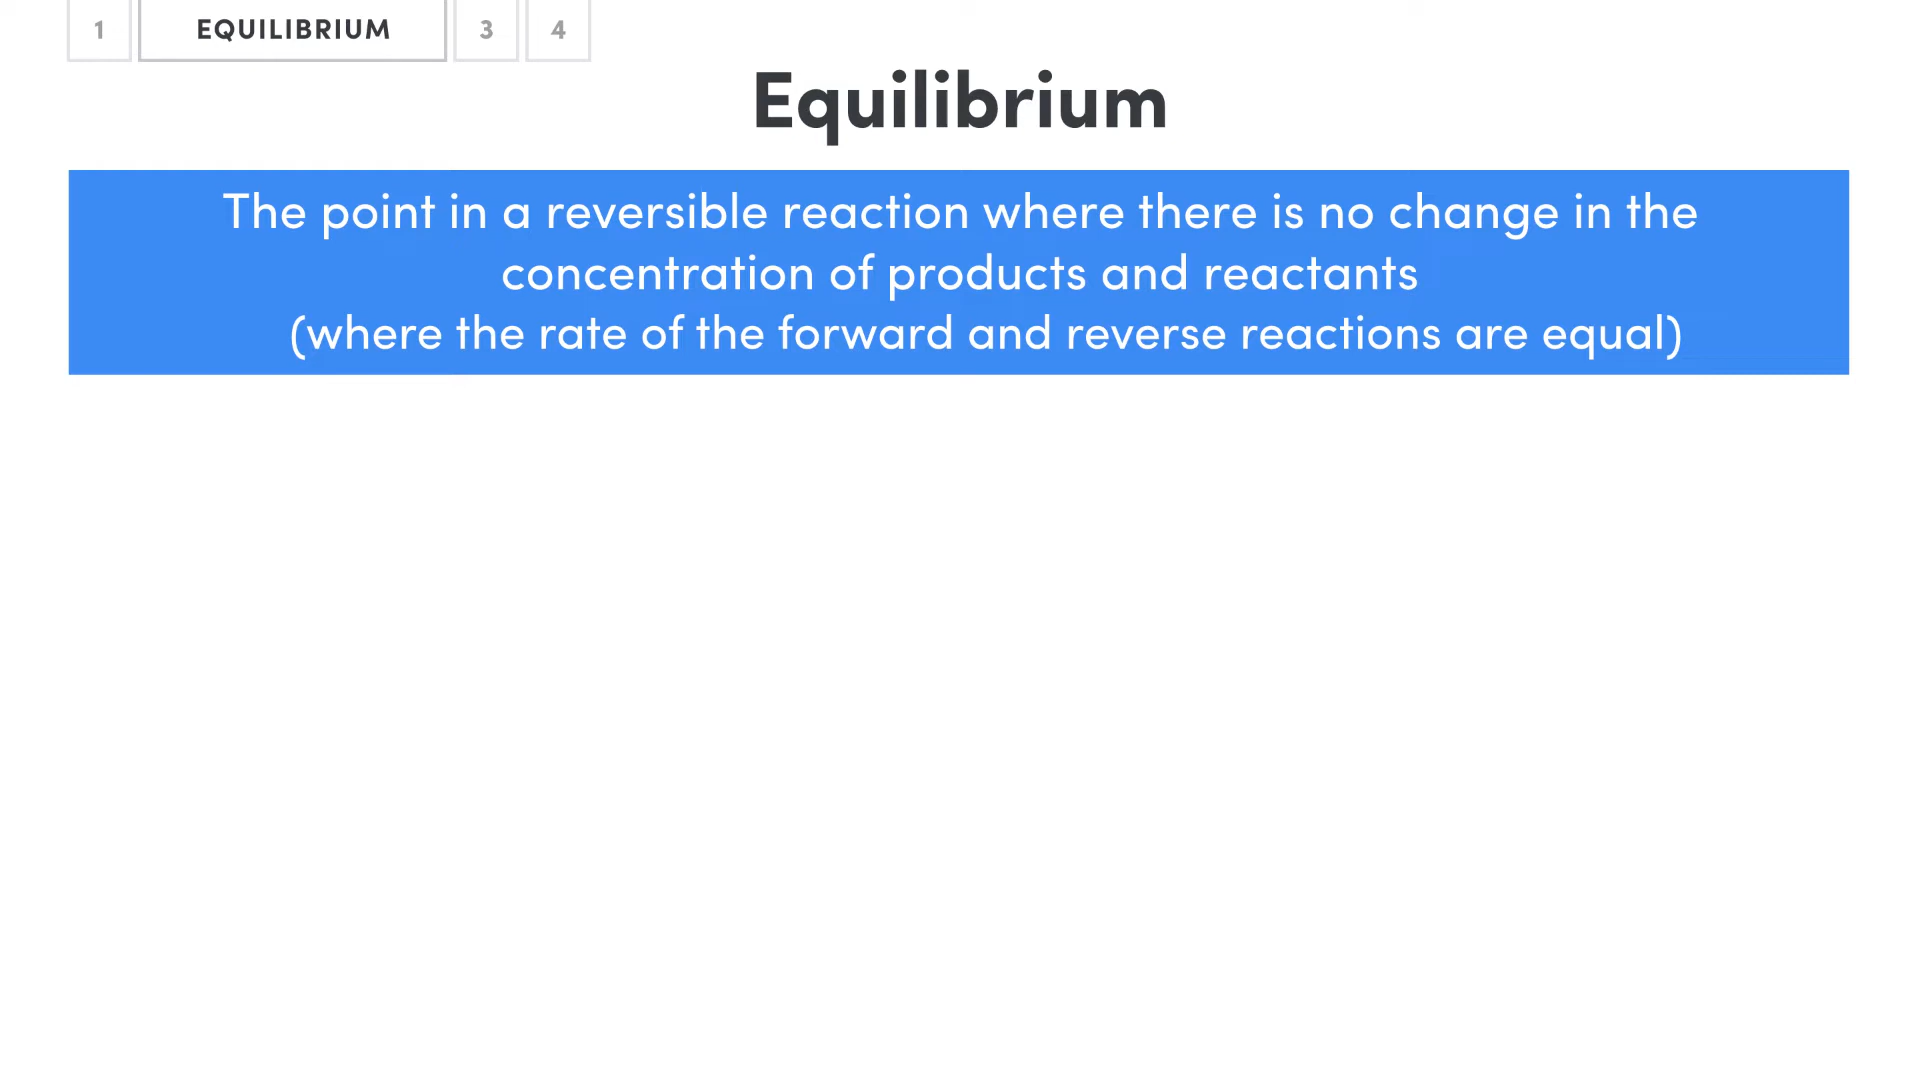 1 EQUILIBRIUM 3 4
Equilibrium
The point in a reversible reaction where there is no change in the
concentration of products and reactants
(where the rate of the forward and reverse reactions are equal)